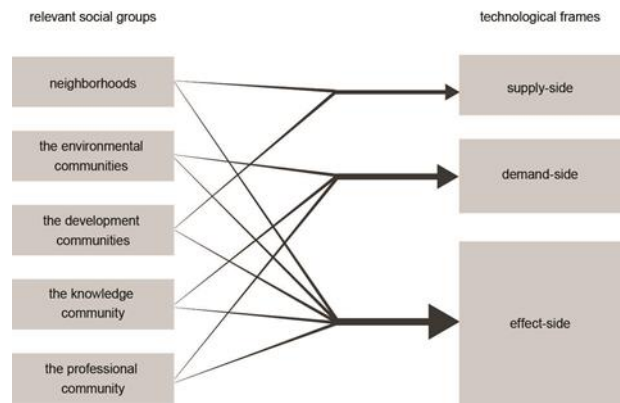 relevant social groups
technological frames
neighborhoods
supply-side
the environmental
communities
demand-side
the development
communities
the knowledge
community
effect-side
the professional
community